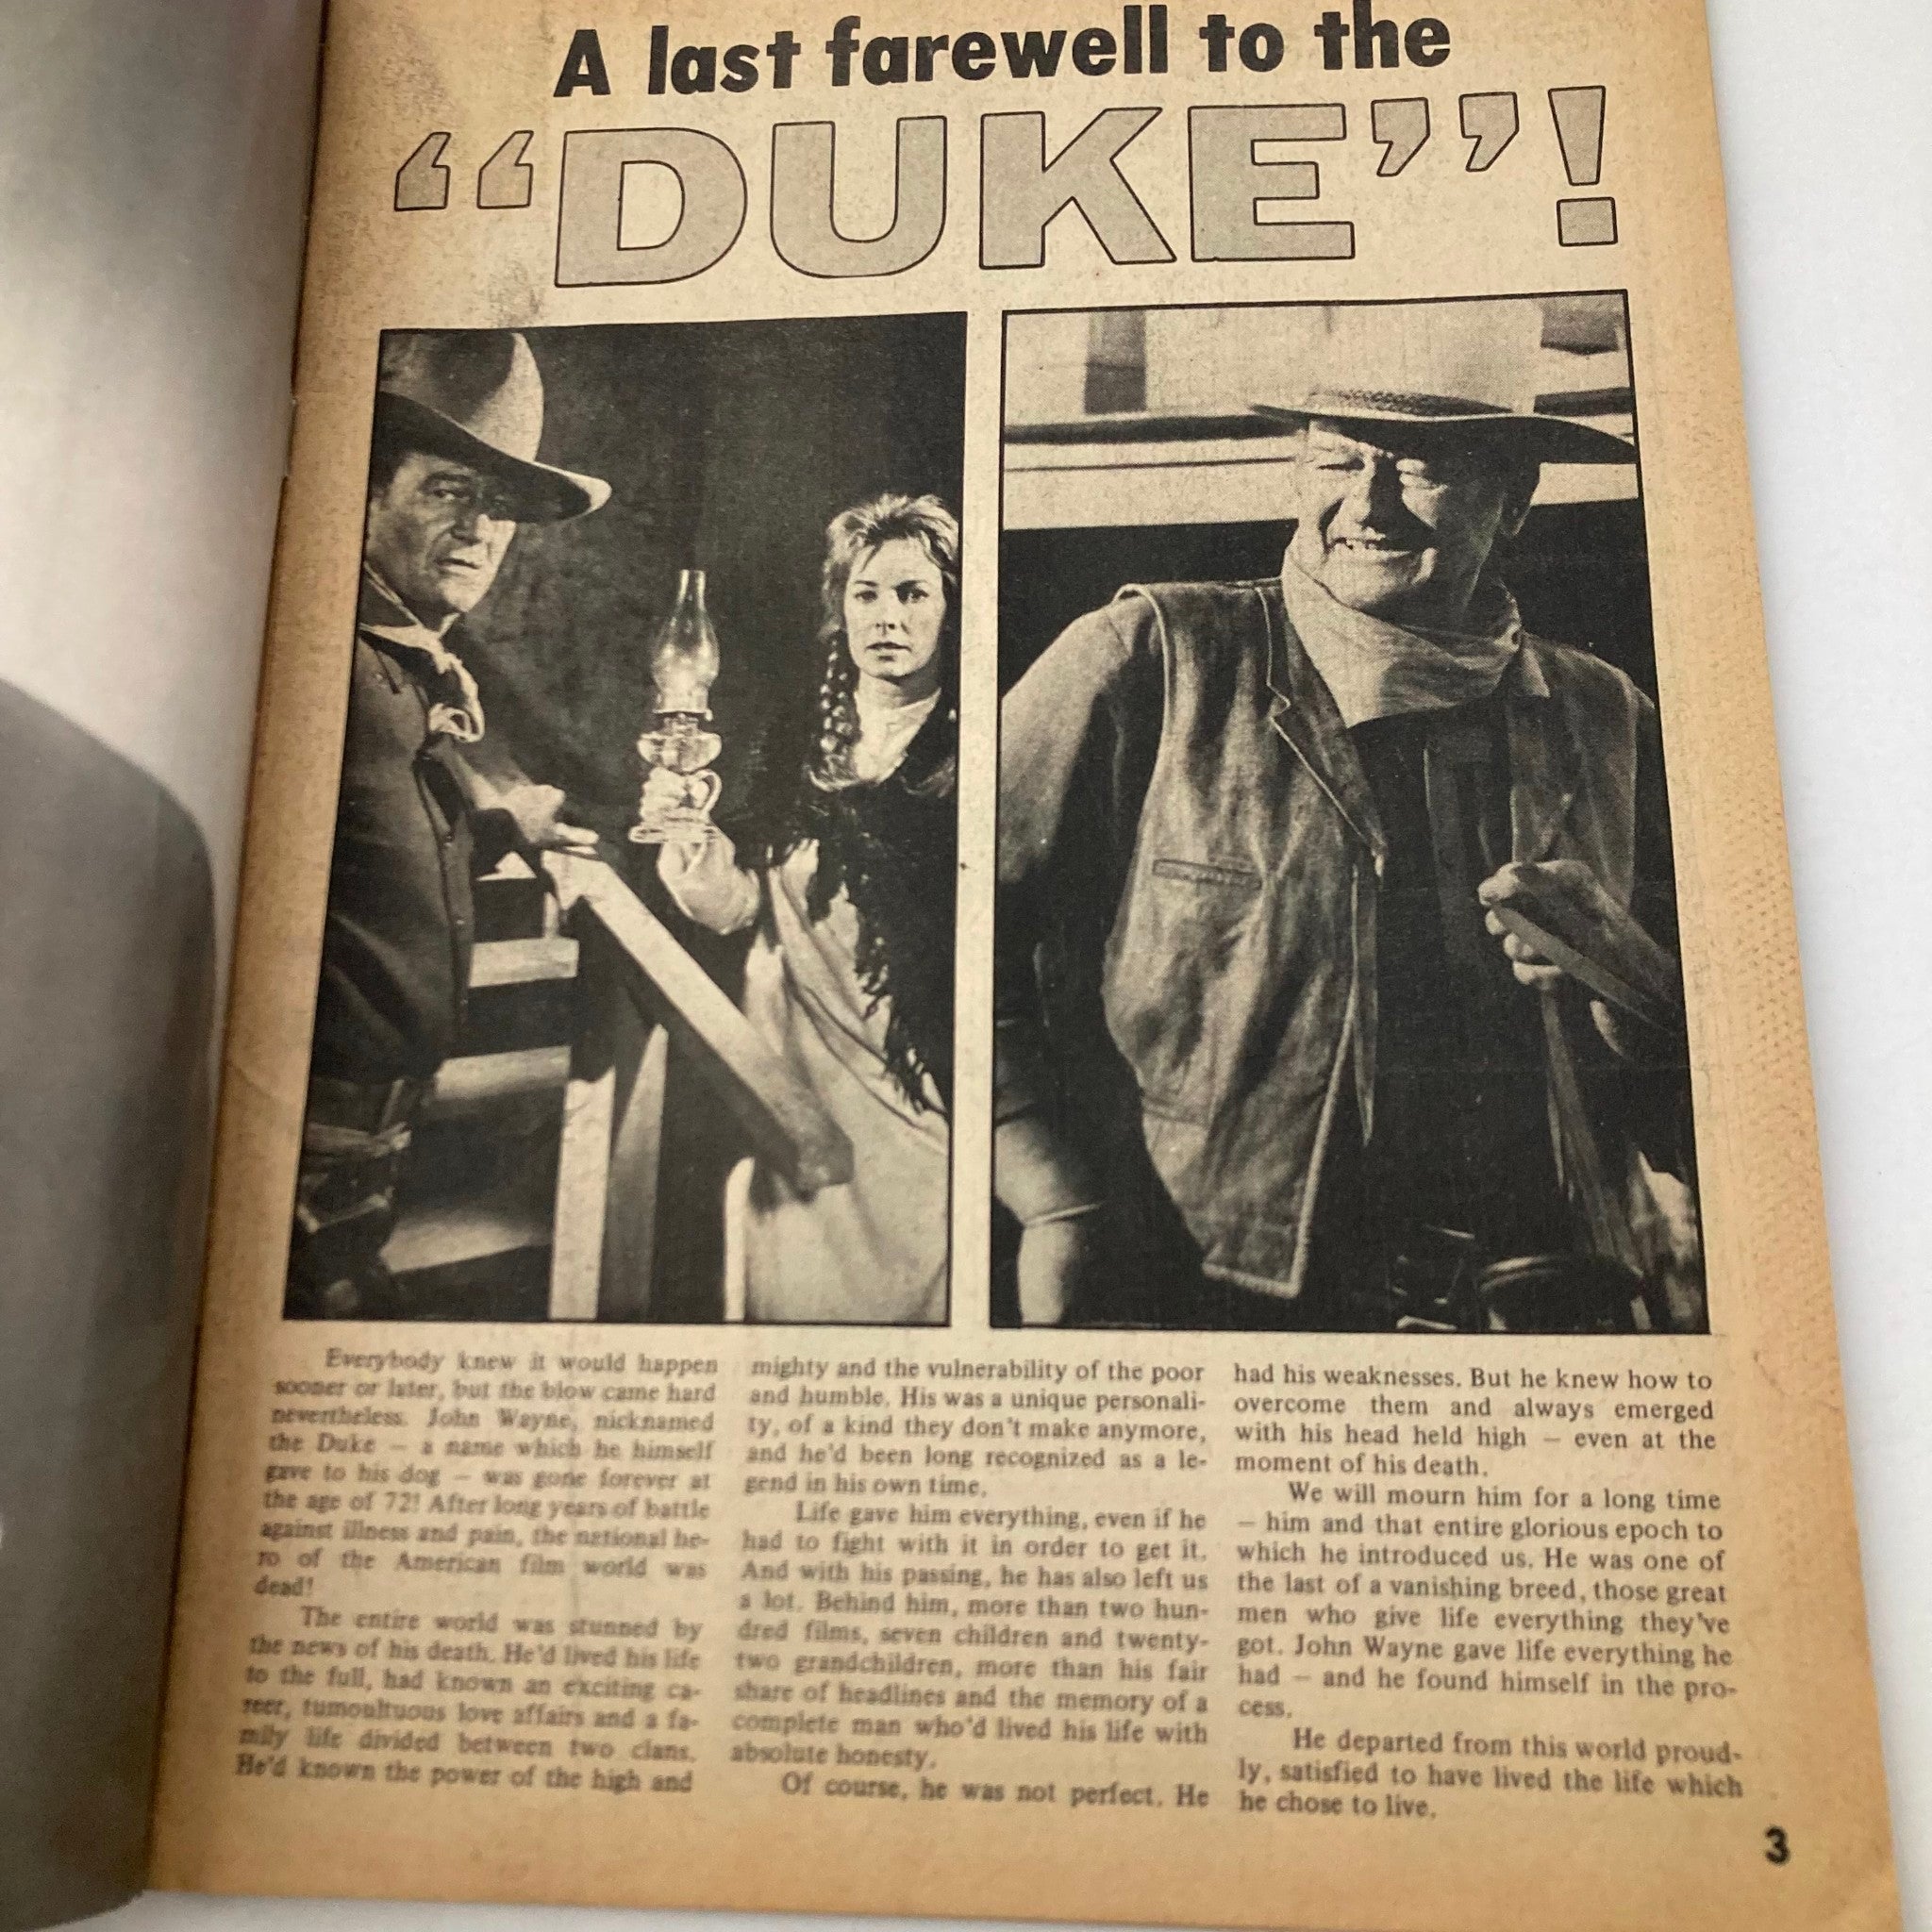 A last farewell to the
“DUKE”!
Everybody knew it would happen
sooner or later, but the blow came hard
nevertheless. John Wayne, nicknamed
the Duke — a name which he himself
gave to his dog — was gone forever at
the age of 72! After long years of battle
against illness and pain, the national he-
ro of the American film world was
dead!
The entire world was stunned by
the news of his death. He'd lived his life
to the full, had known an exciting ca-
reer, tumoultuous love affairs and a fa-
mily life divided between two clans.
He'd known the power of the high and
mighty and the vulnerability of the poor
and humble. His was a unique personali-
ty, of a kind they don't make anymore,
and he'd been long recognized as a le-
gend in his own time.
Life gave him everything, even if he
had to fight with it in order to get it.
And with his passing, he has also left us
a lot. Behind him, more than two hun-
dred films, seven children and twenty-
two grandchildren, more than his fair
share of headlines and the memory of a
complete man who'd lived his life with
absolute honesty.
Of course, he was not perfect. He
had his weaknesses. But he knew how to
overcome them and always emerged
with his head held high — even at the
moment of his death.
We will mourn him for a long time
— him and that entire glorious epoch to
which he introduced us. He was one of
the last of a vanishing breed, those great
men who give life everything they've
got. John Wayne gave life everything he
had — and he found himself in the pro-
cess.
He departed from this world proud-
ly, satisfied to have lived the life which
he chose to live.
3